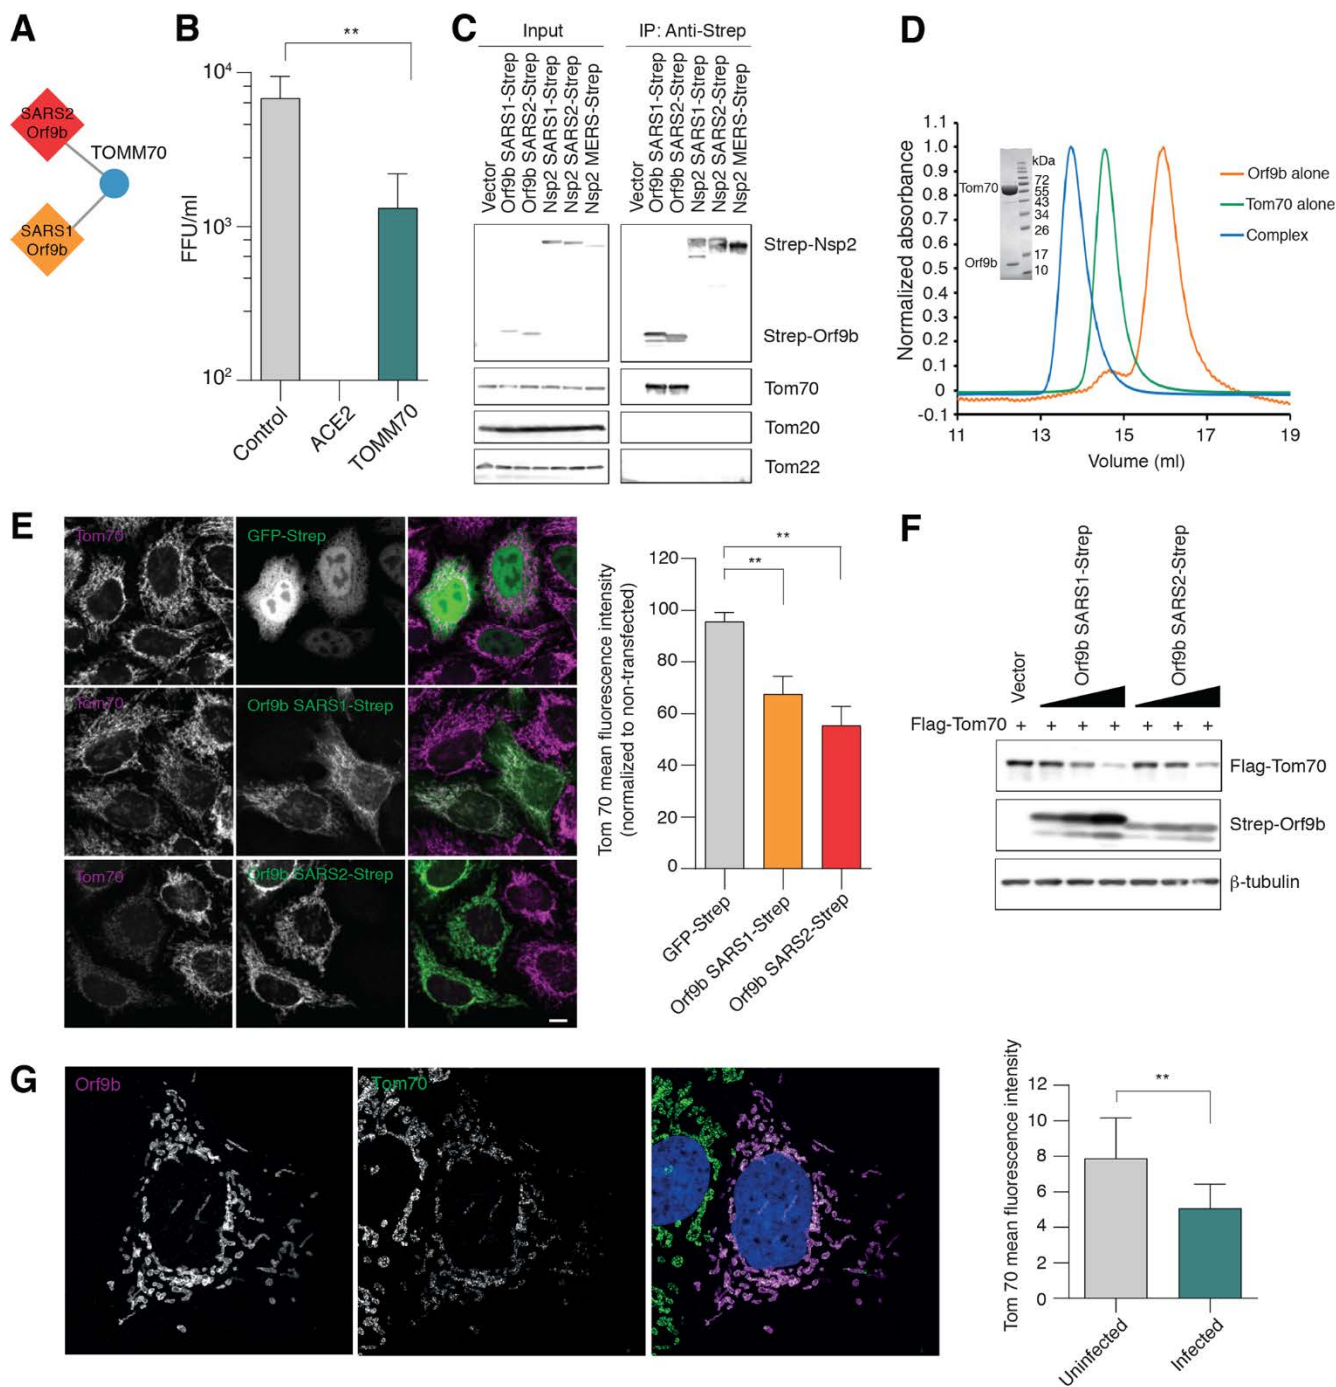 A
SARS2
Orf9b
TOMM70
SARS1
Orf9b
B
**
10⁴
10³
10²
FFU/ml
Control
ACE2
TOMM70
C
Input
IP: Anti-Strep
Vector
Orf9b SARS1-Strep
Orf9b SARS2-Strep
Nsp2 SARS1-Strep
Nsp2 SARS2-Strep
Nsp2 MERS-Strep
Vector
Orf9b SARS1-Strep
Orf9b SARS2-Strep
Nsp2 SARS1-Strep
Nsp2 SARS2-Strep
Nsp2 MERS-Strep
Strep-Nsp2
Strep-Orf9b
Tom70
Tom20
Tom22
D
Normalized absorbance
1.1
1
0.9
0.8
0.7
0.6
0.5
0.4
0.3
0.2
0.1
0
-0.1
11
13
15
17
19
Volume (ml)
kDa
72
55
43
34
26
17
10
Tom70
Orf9b
Orf9b alone
Tom70 alone
Complex
E
Tom70
GFP-Strep
Tom70
Orf9b SARS1-Strep
Tom70
Orf9b SARS2-Strep
Tom 70 mean fluorescence intensity
(normalized to non-transfected)
120
100
80
60
40
20
0
**
**
GFP-Strep
Orf9b SARS1-Strep
Orf9b SARS2-Strep
F
Vector
Orf9b SARS1-Strep
Orf9b SARS2-Strep
Flag-Tom70 + + + + + + +
Flag-Tom70
Strep-Orf9b
β-tubulin
G
Orf9b
Tom70
Tom 70 mean fluorescence intensity
12
10
8
6
4
2
0
**
Uninfected
Infected